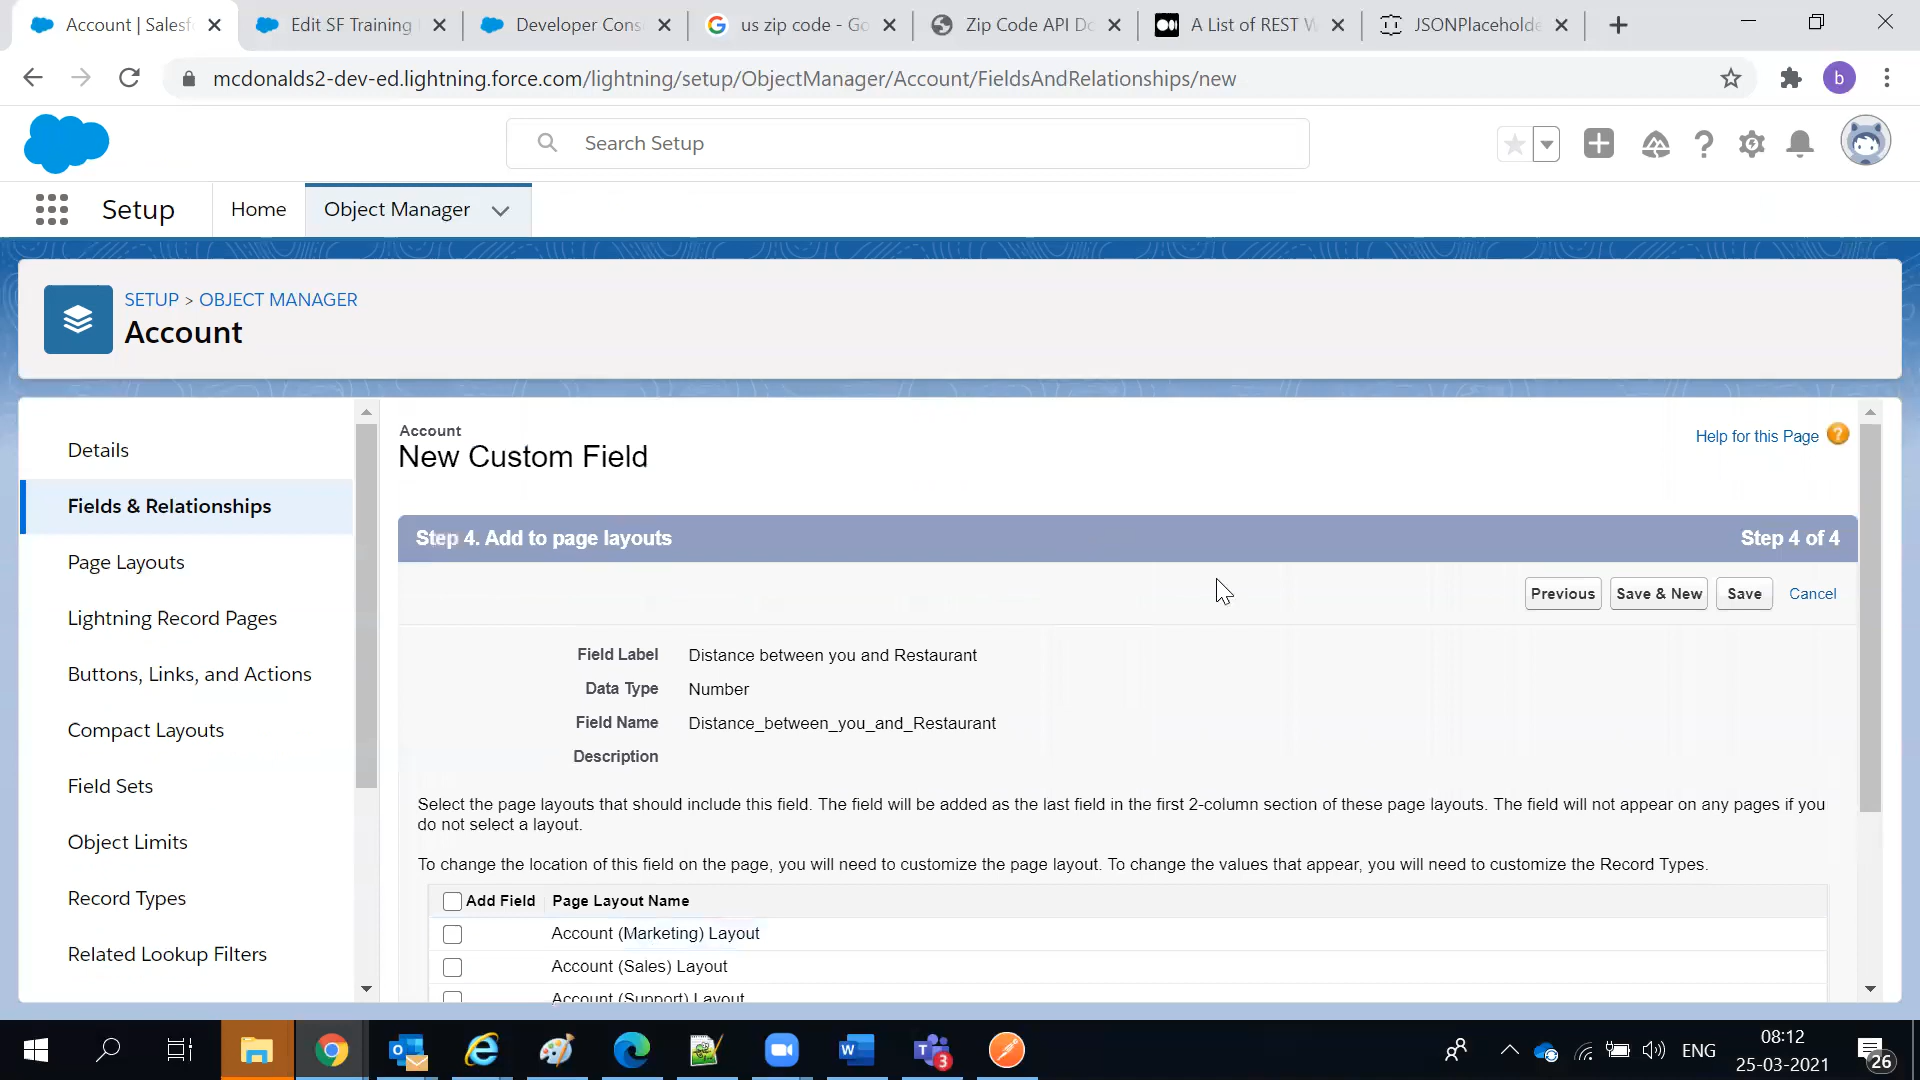 Account | Salesf
Edit SF Training
Developer Cons
us zip code - Go
Zip Code API Do
A List of REST W
JSONPlaceholde
mcdonalds2-dev-ed.lightning.force.com/lightning/setup/ObjectManager/Account/FieldsAndRelationships/new
b
Search Setup
Setup
Home
Object Manager
SETUP > OBJECT MANAGER
Account
Details
Fields & Relationships
Page Layouts
Lightning Record Pages
Buttons, Links, and Actions
Compact Layouts
Field Sets
Object Limits
Record Types
Related Lookup Filters
Account
New Custom Field
Help for this Page ?
Step 4. Add to page layouts
Step 4 of 4
Previous
Save & New
Save
Cancel
Field Label Distance between you and Restaurant
Data Type Number
Field Name Distance_between_you_and_Restaurant
Description
Select the page layouts that should include this field. The field will be added as the last field in the first 2-column section of these page layouts. The field will not appear on any pages if you
do not select a layout.
To change the location of this field on the page, you will need to customize the page layout. To change the values that appear, you will need to customize the Record Types.
Add Field Page Layout Name
Account (Marketing) Layout
Account (Sales) Layout
Account (Support) Layout
ENG
08:12
25-03-2021
3
26